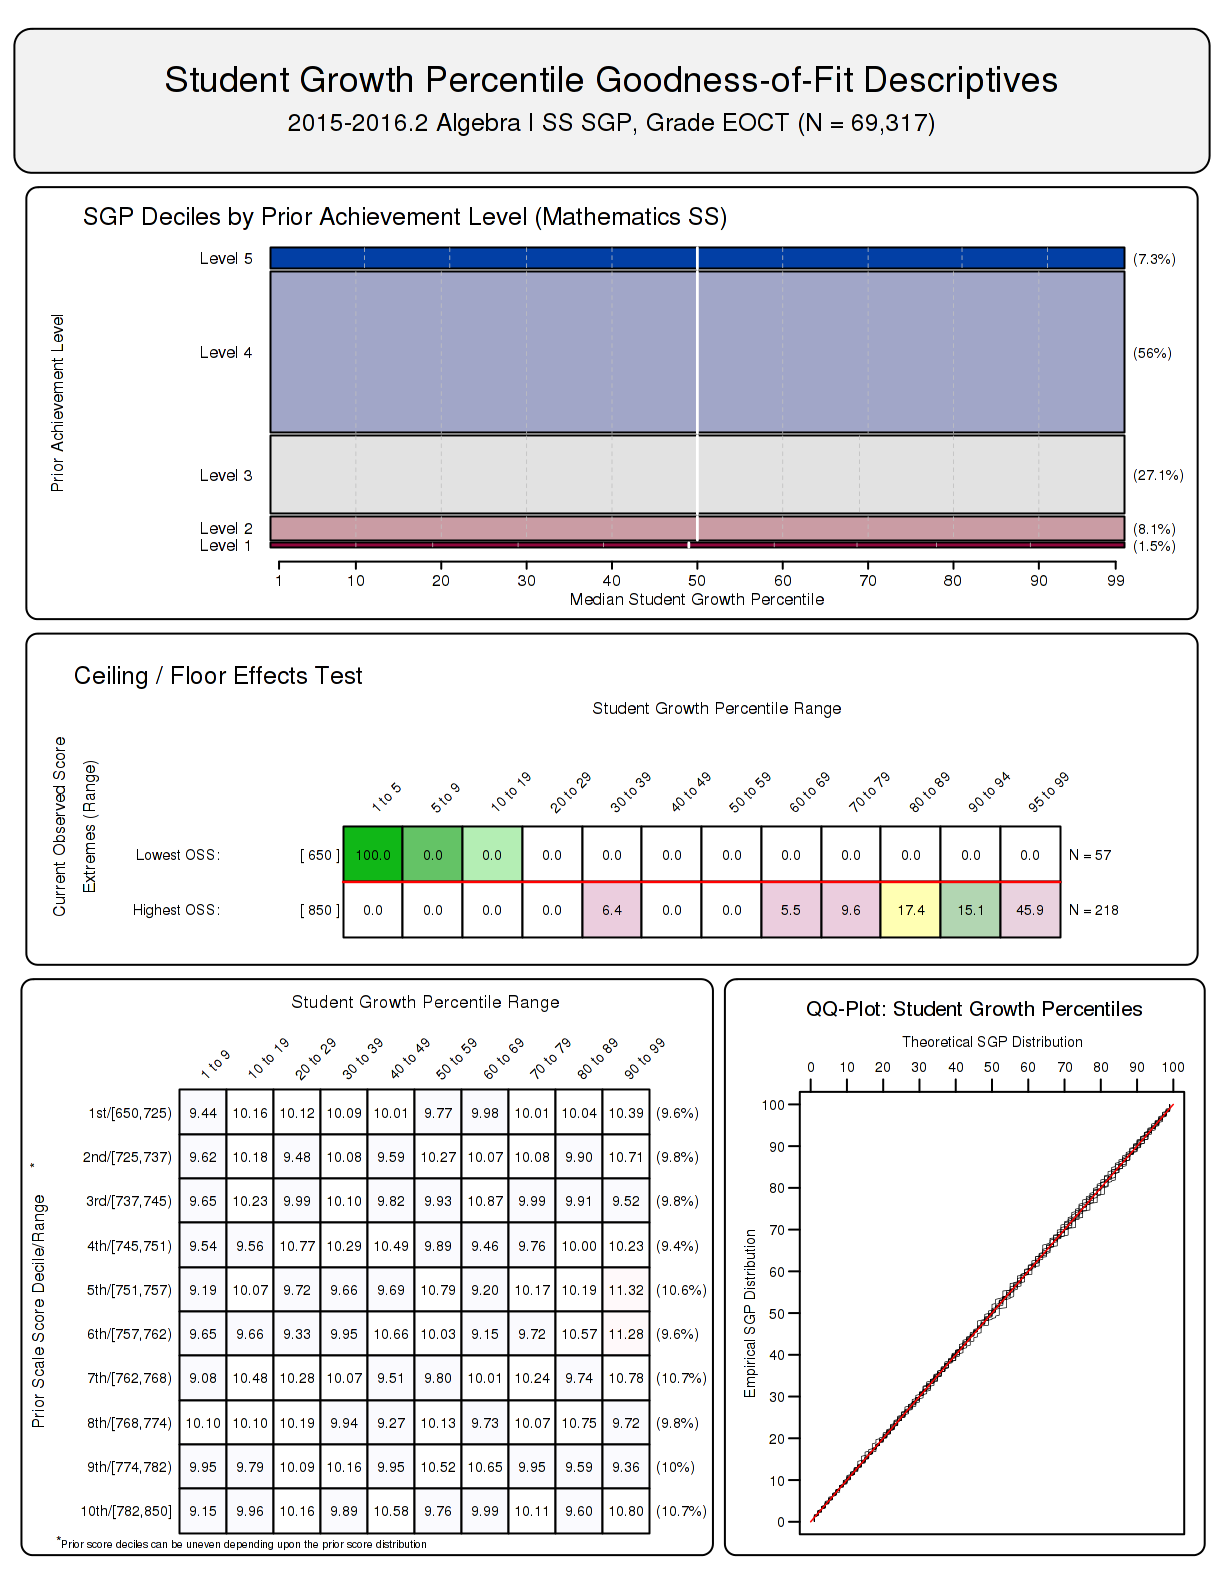 Student Growth Percentile Goodness-of-Fit Descriptives
2015-2016.2 Algebra I SS SGP, Grade EOCT (N = 69,317)
SGP Deciles by Prior Achievement Level (Mathematics SS)
Prior Achievement Level
Level 5 (7.3%)
Level 4 (56%)
Level 3 (27.1%)
Level 2 (8.1%)
Level 1 (1.5%)
1 10 20 30 40 50 60 70 80 90 99
Median Student Growth Percentile
Ceiling / Floor Effects Test
Student Growth Percentile Range
Current Observed Score
Extremes (Range)
1 to 5 5 to 9 10 to 19 20 to 29 30 to 39 40 to 49 50 to 59 60 to 69 70 to 79 80 to 89 90 to 94 95 to 99
Lowest OSS: [ 650 ] 100.0 0.0 0.0 0.0 0.0 0.0 0.0 0.0 0.0 0.0 0.0 0.0 N = 57
Highest OSS: [ 850 ] 0.0 0.0 0.0 0.0 6.4 0.0 0.0 5.5 9.6 17.4 15.1 45.9 N = 218
Student Growth Percentile Range
1 to 9 10 to 19 20 to 29 30 to 39 40 to 49 50 to 59 60 to 69 70 to 79 80 to 89 90 to 99
Prior Scale Score Decile/Range *
1st/[650,725) 9.44 10.16 10.12 10.09 10.01 9.77 9.98 10.01 10.04 10.39 (9.6%)
2nd/[725,737) 9.62 10.18 9.48 10.08 9.59 10.27 10.07 10.08 9.90 10.71 (9.8%)
3rd/[737,745) 9.65 10.23 9.99 10.10 9.82 9.93 10.87 9.99 9.91 9.52 (9.8%)
4th/[745,751) 9.54 9.56 10.77 10.29 10.49 9.89 9.46 9.76 10.00 10.23 (9.4%)
5th/[751,757) 9.19 10.07 9.72 9.66 9.69 10.79 9.20 10.17 10.19 11.32 (10.6%)
6th/[757,762) 9.65 9.66 9.33 9.95 10.66 10.03 9.15 9.72 10.57 11.28 (9.6%)
7th/[762,768) 9.08 10.48 10.28 10.07 9.51 9.80 10.01 10.24 9.74 10.78 (10.7%)
8th/[768,774) 10.10 10.10 10.19 9.94 9.27 10.13 9.73 10.07 10.75 9.72 (9.8%)
9th/[774,782) 9.95 9.79 10.09 10.16 9.95 10.52 10.65 9.95 9.59 9.36 (10%)
10th/[782,850] 9.15 9.96 10.16 9.89 10.58 9.76 9.99 10.11 9.60 10.80 (10.7%)
*Prior score deciles can be uneven depending upon the prior score distribution
QQ-Plot: Student Growth Percentiles
Theoretical SGP Distribution
0 10 20 30 40 50 60 70 80 90 100
Empirical SGP Distribution
100
90
80
70
60
50
40
30
20
10
0